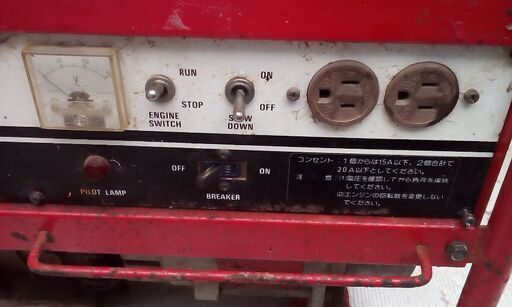 V
RUN
STOP
ENGINE
SWITCH
ON
OFF
SLOW
DOWN
PILOT LAMP
OFF
ON
BREAKER
コンセント:1個からは15A以下、2個合計で
20A以下としてください。
注 意 (1)電圧を確認してから負荷を接続
してください。
(2)エンジンの回転数を変更しない
でください。